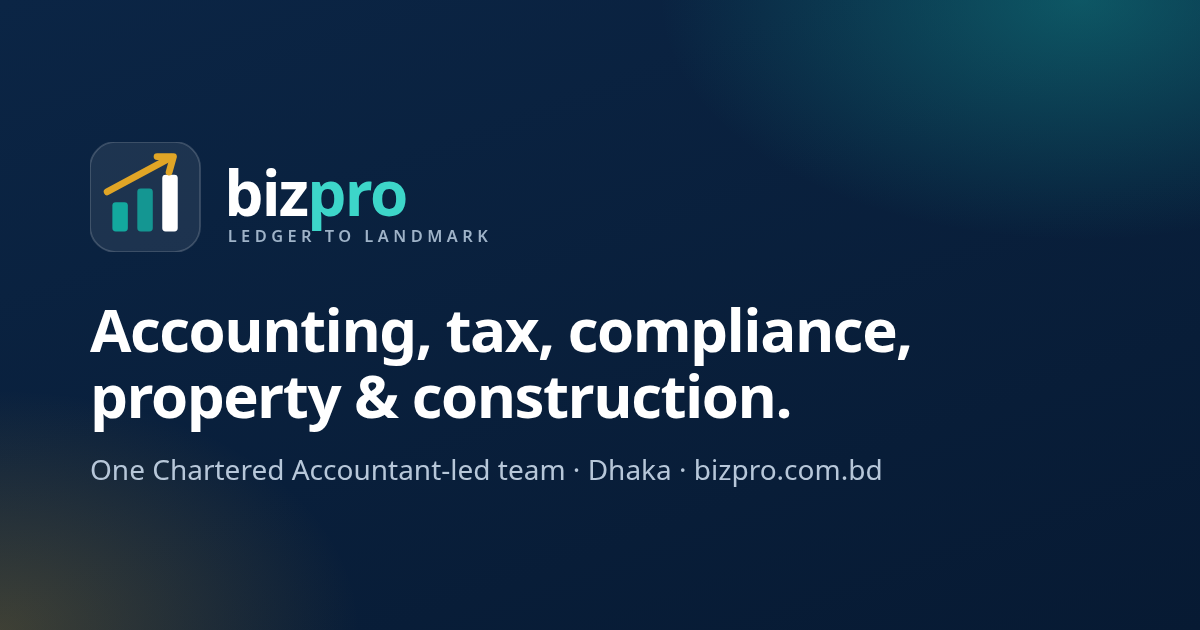 bizpro
LEDGER TO LANDMARK
Accounting, tax, compliance,
property & construction.
One Chartered Accountant-led team · Dhaka · bizpro.com.bd